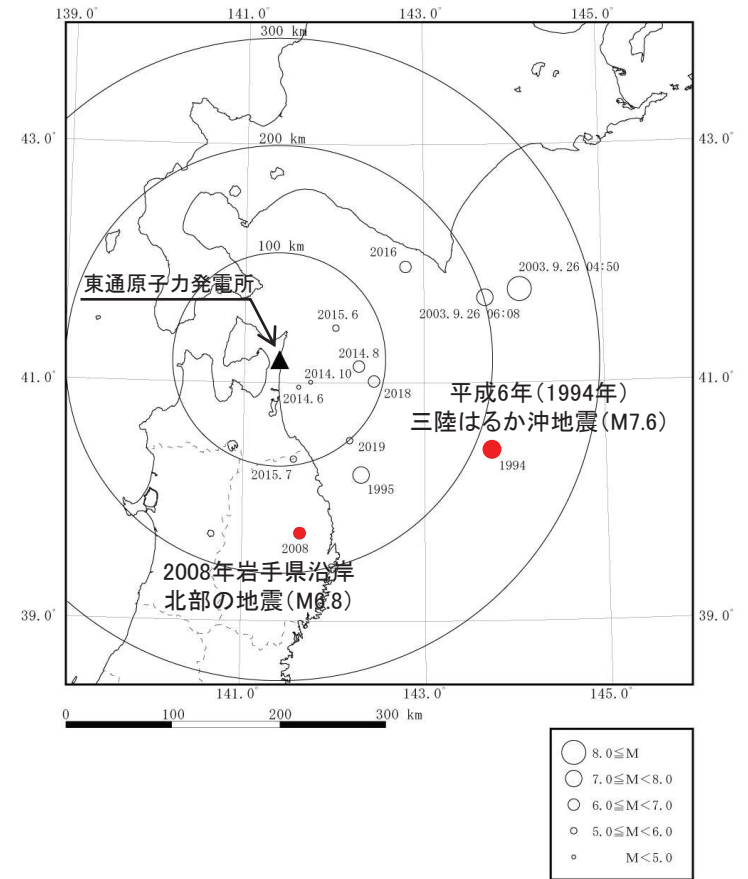 139.0°
141.0°
143.0°
145.0°
300 km
43.0°
43.0°
200 km
100 km
2016
2003.9.26 04:50
東通原子力発電所
2003.9.26 06:08
2015.6
2014.8
2014.10
41.0°
41.0°
2014.6
2018
平成6年(1994年)
三陸はるか沖地震(M7.6)
2019
1994
2015.7
1995
2008
2008年岩手県沿岸
北部の地震(M6.8)
39.0°
39.0°
141.0°
143.0°
145.0°
0 100 200 300 km
8.0≦M
7.0≦M<8.0
6.0≦M<7.0
5.0≦M<6.0
M<5.0